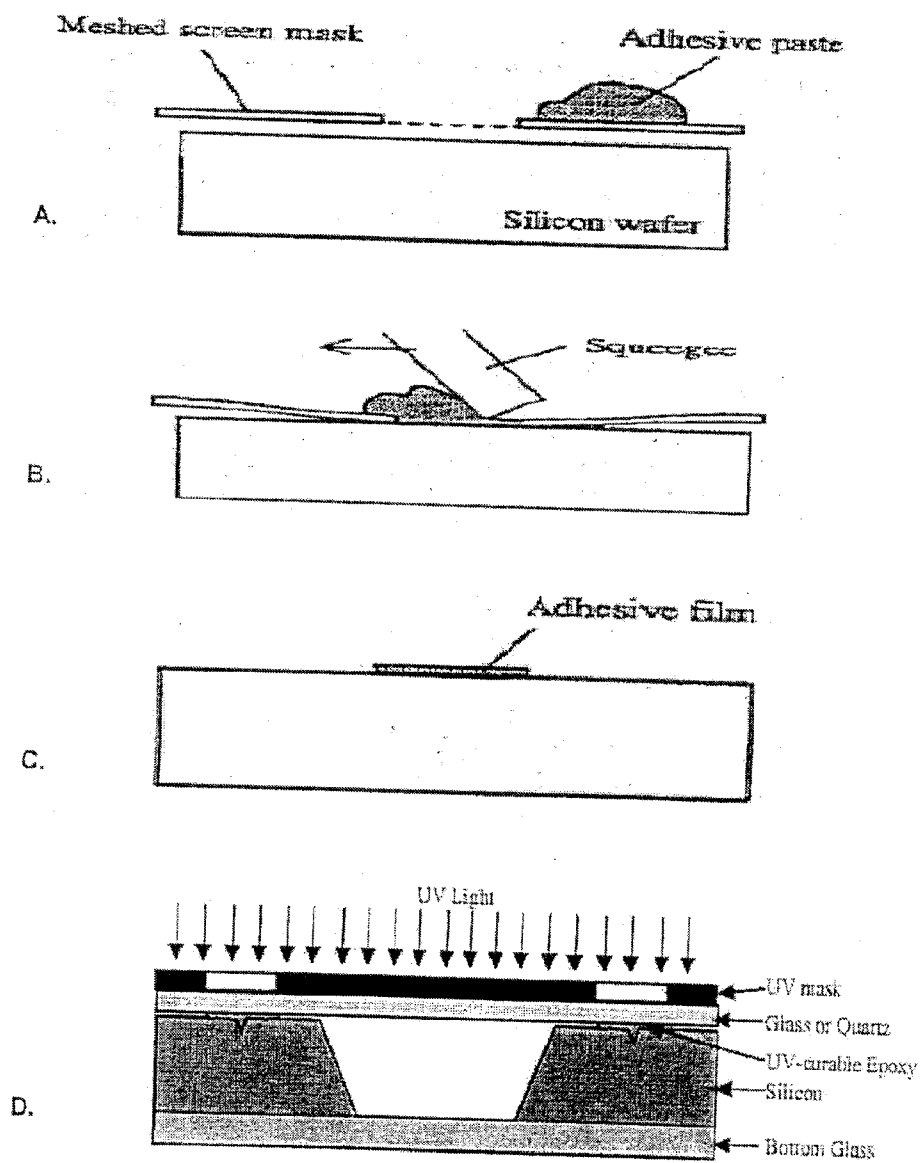 Meshed screen mask
Adhesive paste
Silicon wafer
A.
Squeegee
B.
Adhesive film
C.
UV Light
UV mask
Glass or Quartz
UV-curable Epoxy
Silicon
D.
Bottom Glass